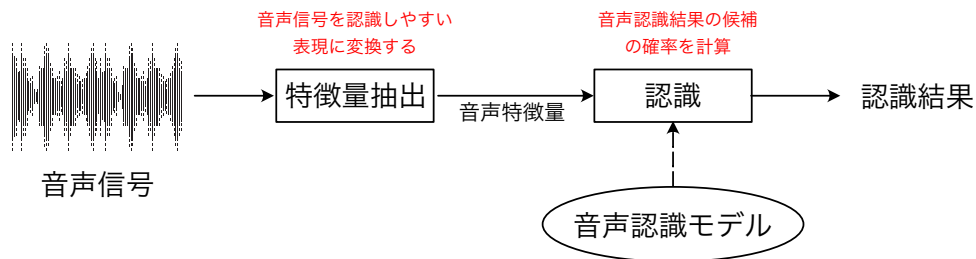 音声信号を認識しやすい
表現に変換する
音声認識結果の候補
の確率を計算
特徴量抽出
音声特徴量
認識
認識結果
音声信号
音声認識モデル